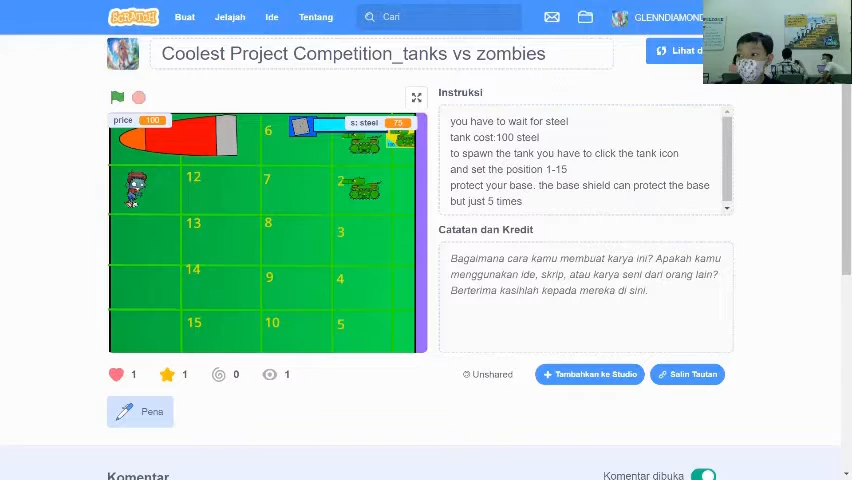 SCRATCH
Buat
Jelajah
Ide
Tentang
Cari
GLENNDIAMOND
Coolest Project Competition_tanks vs zombies
Lihat d
Instruksi
price 100
6
s: steel 75
12
7
2
13
8
3
14
9
4
15
10
5
you have to wait for steel
tank cost:100 steel
to spawn the tank you have to click the tank icon
and set the position 1-15
protect your base. the base shield can protect the base
but just 5 times
Catatan dan Kredit
Bagaimana cara kamu membuat karya ini? Apakah kamu
menggunakan ide, skrip, atau karya seni dari orang lain?
Berterima kasihlah kepada mereka di sini.
1
1
0
1
Unshared
Tambahkan ke Studio
Salin Tautan
Pena
Komentar
Komentar dibuka